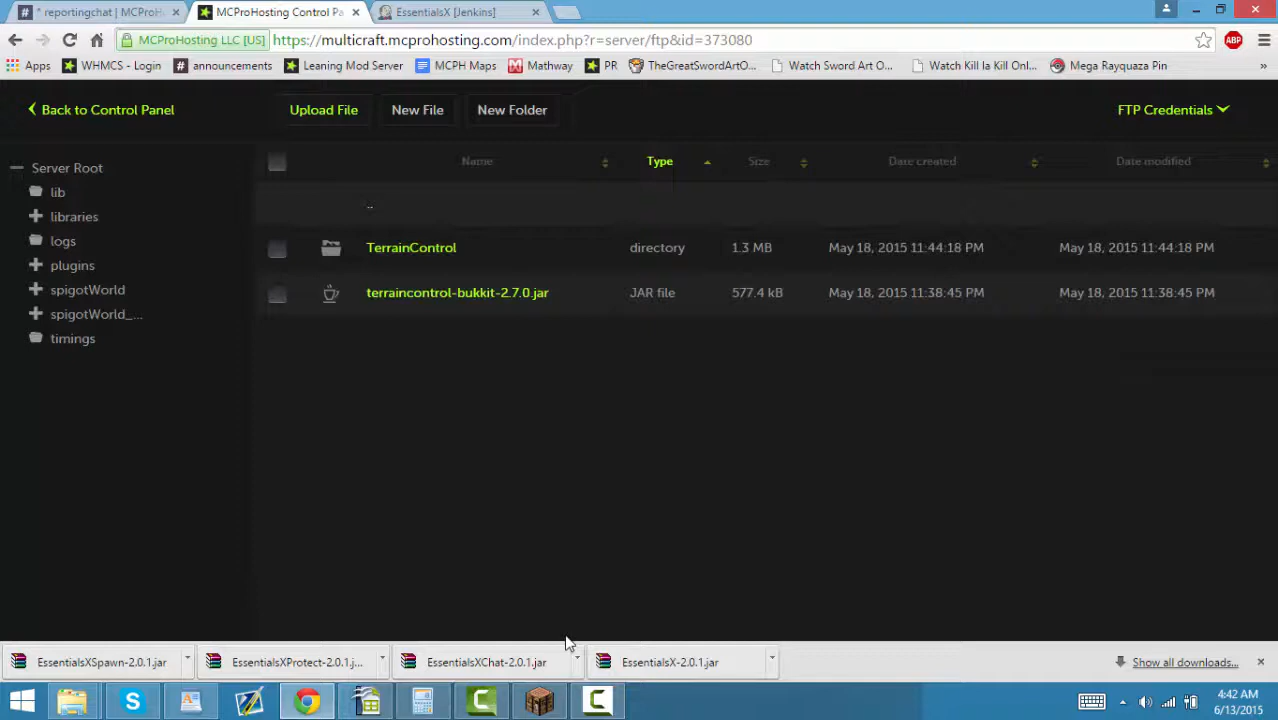 * reportingchat | MCProHo
MCProHosting Control Pa
EssentialsX [Jenkins]
MCProHosting LLC [US]
https://multicraft.mcprohosting.com/index.php?r=server/ftp&id=373080
ABP
Apps
WHMCS - Login
announcements
Leaning Mod Server
MCPH Maps
Mathway
PR
TheGreatSwordArtO...
Watch Sword Art O...
Watch Kill la Kill Onl...
Mega Rayquaza Pin
»
Back to Control Panel
Upload File
New File
New Folder
FTP Credentials
Server Root
lib
libraries
logs
plugins
spigotWorld
spigotWorld_...
timings
Name
Type
Size
Date created
Date modified
..
TerrainControl
directory
1.3 MB
May 18, 2015 11:44:18 PM
May 18, 2015 11:44:18 PM
terraincontrol-bukkit-2.7.0.jar
JAR file
577.4 kB
May 18, 2015 11:38:45 PM
May 18, 2015 11:38:45 PM
EssentialsXSpawn-2.0.1.jar
EssentialsXProtect-2.0.1.j...
EssentialsXChat-2.0.1.jar
EssentialsX-2.0.1.jar
Show all downloads...
4:42 AM
6/13/2015